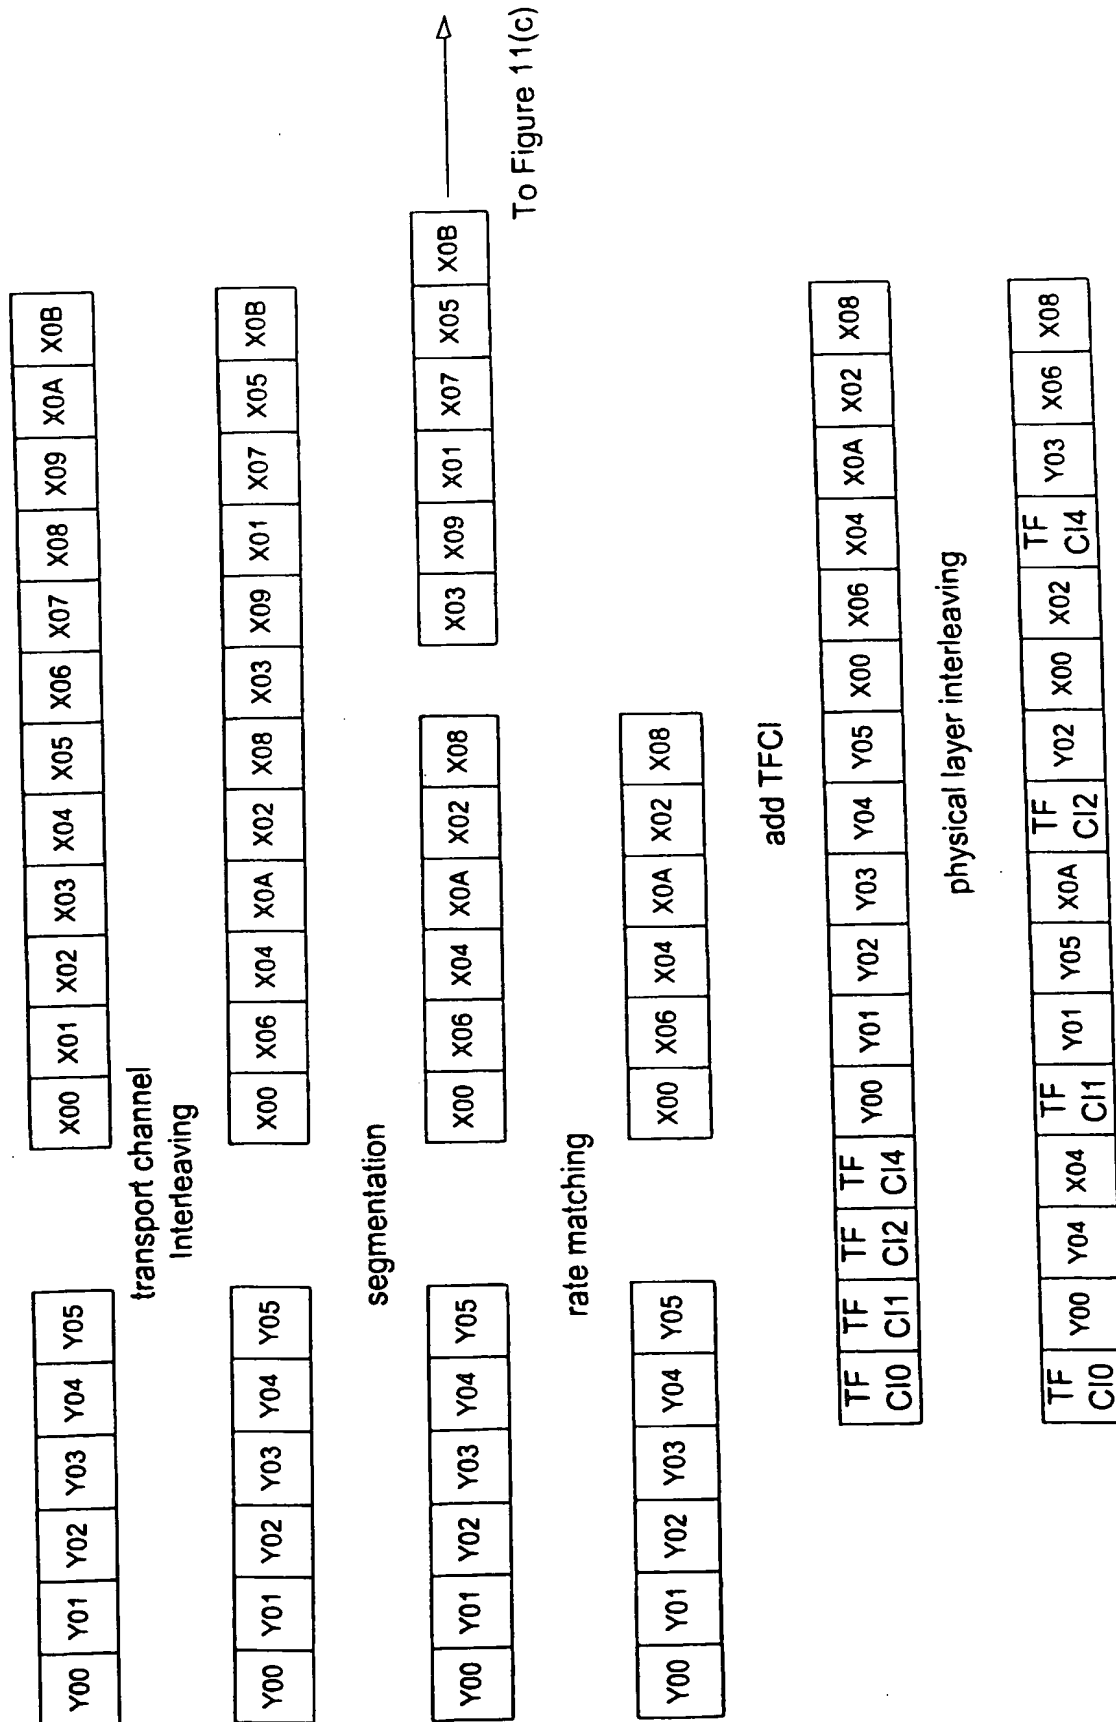 Y00 Y01 Y02 Y03 Y04 Y05 X00 X01 X02 X03 X04 X05 X06 X07 X08 X09 X0A X0B
transport channel
Interleaving
Y00 Y01 Y02 Y03 Y04 Y05 X00 X06 X04 X0A X02 X08 X03 X09 X01 X07 X05 X0B
segmentation
Y00 Y01 Y02 Y03 Y04 Y05 X00 X06 X04 X0A X02 X08 X03 X09 X01 X07 X05 X0B
To Figure 11(c)
rate matching
Y00 Y01 Y02 Y03 Y04 Y05 X00 X06 X04 X0A X02 X08
add TFCI
TF TF TF TF
CI0 CI1 CI2 CI4 Y00 Y01 Y02 Y03 Y04 Y05 X00 X06 X04 X0A X02 X08
physical layer interleaving
TF TF TF TF
CI0 Y00 Y04 X04 CI1 Y01 Y05 X0A CI2 Y02 X00 X02 CI4 Y03 X06 X08